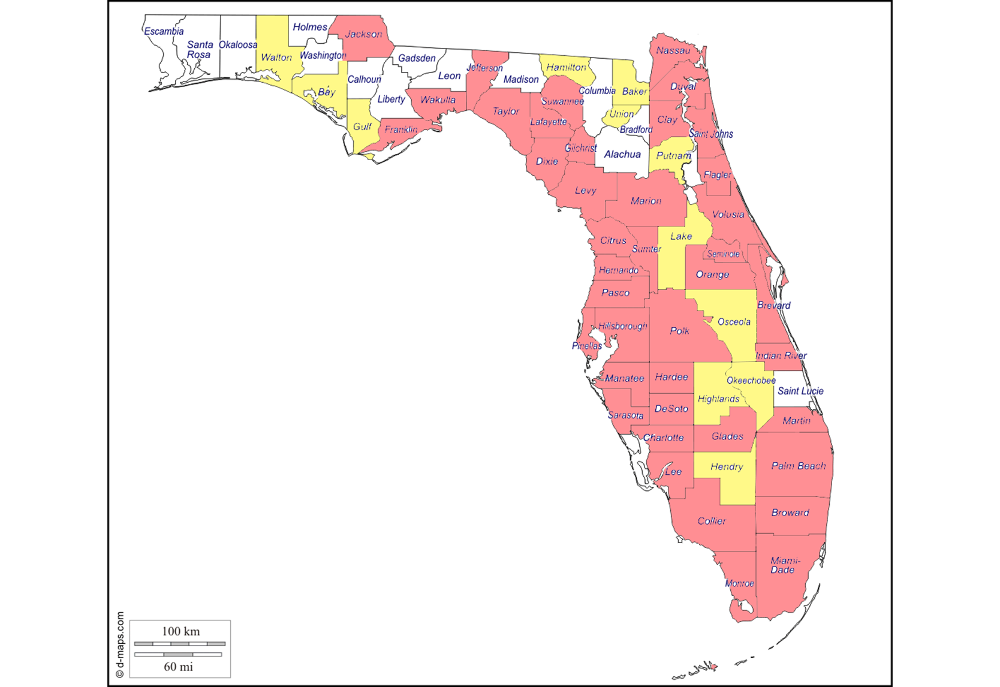 Escambia
Santa
Rosa
Okaloosa
Walton
Holmes
Washington
Jackson
Bay
Calhoun
Gulf
Liberty
Gadsden
Franklin
Leon
Wakulla
Jefferson
Madison
Taylor
Hamilton
Suwannee
Lafayette
Columbia
Baker
Union
Bradford
Nassau
Duval
Clay
Saint Johns
Gilchrist
Alachua
Putnam
Dixie
Flagler
Levy
Marion
Volusia
Citrus
Sumter
Lake
Seminole
Hernando
Orange
Pasco
Brevard
Hillsborough
Polk
Osceola
Pinellas
Indian River
Manatee
Hardee
Okeechobee
Highlands
Saint Lucie
Sarasota
DeSoto
Martin
Charlotte
Glades
Lee
Hendry
Palm Beach
Collier
Broward
Miami-
Dade
Monroe
100 km
60 mi
© d-maps.com